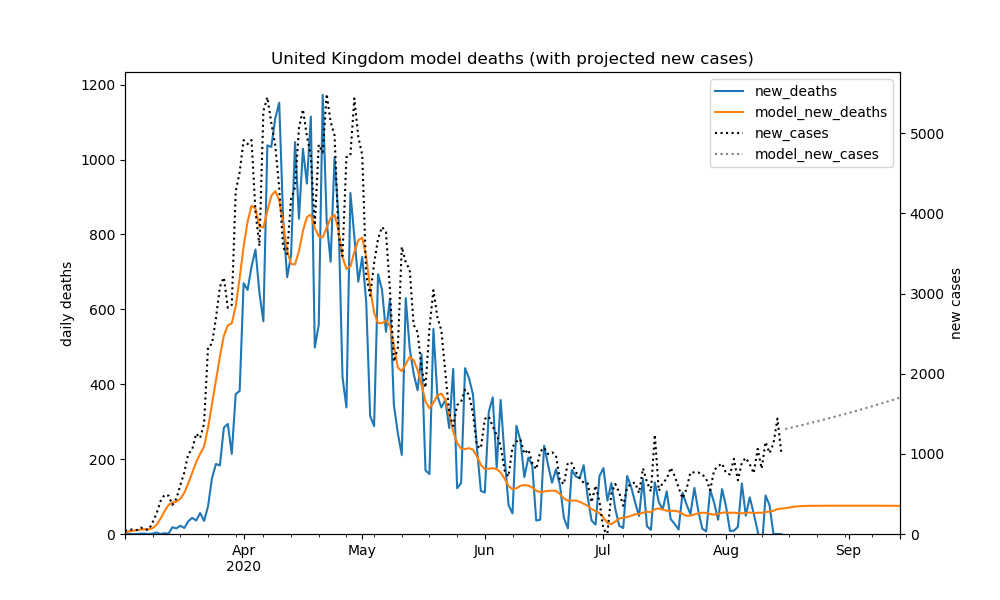 United Kingdom model deaths (with projected new cases)
new_deaths
model_new_deaths
new_cases
model_new_cases
daily deaths
1200
1000
800
600
400
200
0
5000
4000
3000
2000
1000
0
new cases
Apr
2020
May
Jun
Jul
Aug
Sep